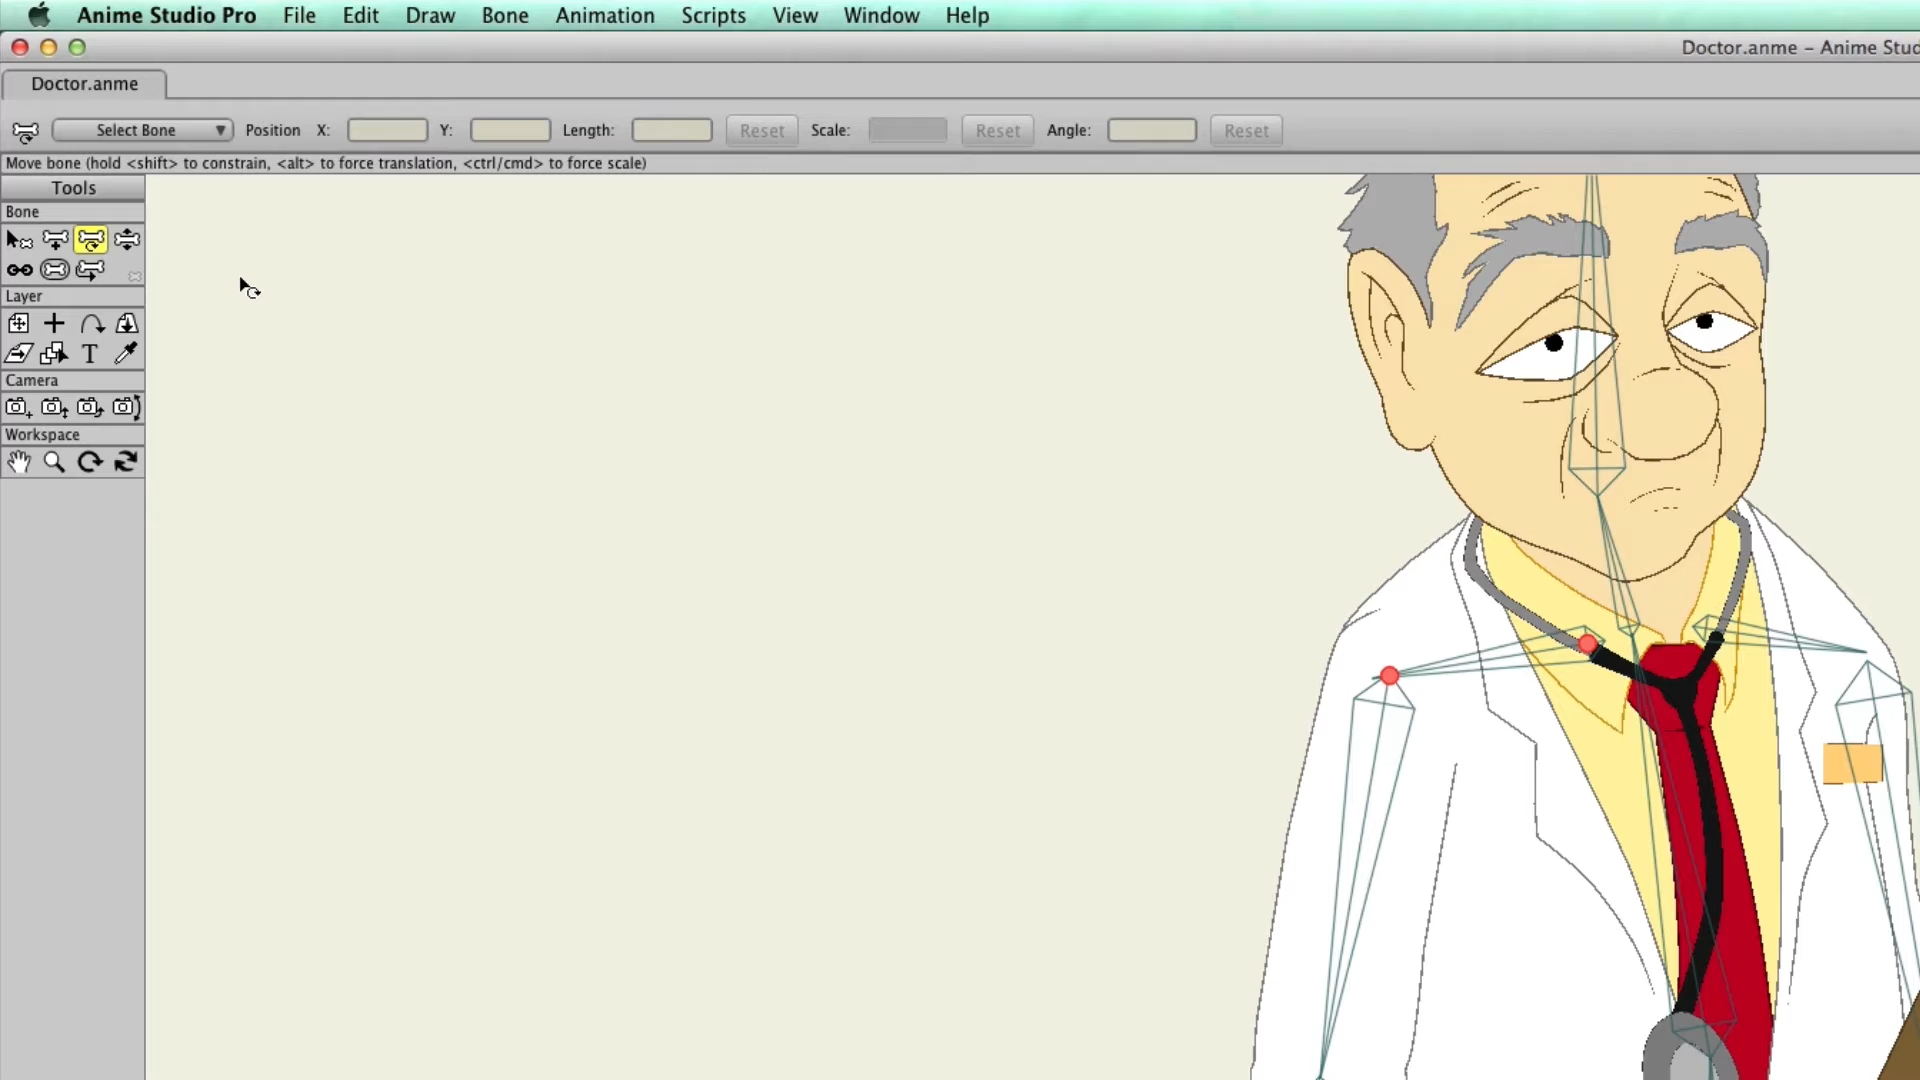 Anime Studio Pro File Edit Draw Bone Animation Scripts View Window Help
Doctor.anme – Anime Stud
Doctor.anme
Select Bone Position X: Y: Length: Reset Scale: Reset Angle: Reset
Move bone (hold <shift> to constrain, <alt> to force translation, <ctrl/cmd> to force scale)
Tools
Bone
Layer
T
Camera
Workspace